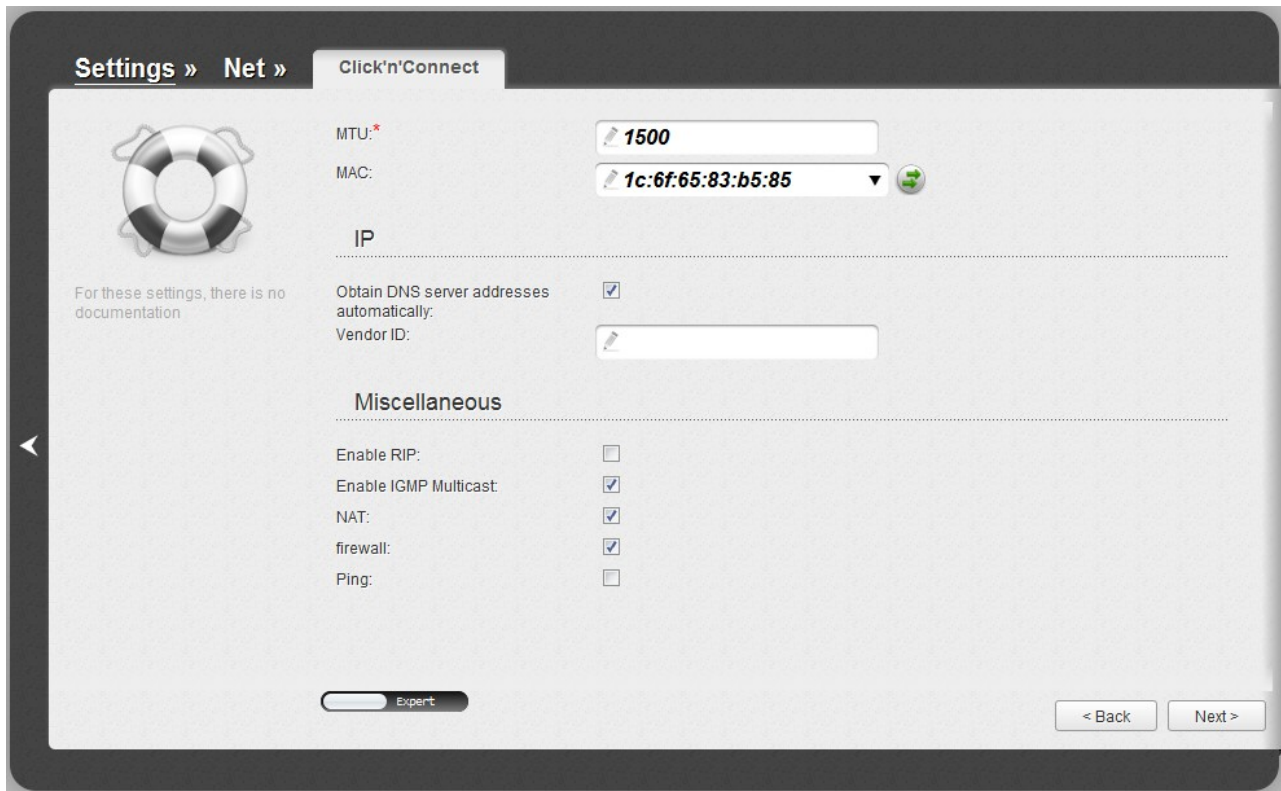 Settings » Net » Click'n'Connect
For these settings, there is no
documentation
MTU:* 1500
MAC: 1c:6f:65:83:b5:85
IP
Obtain DNS server addresses
automatically:
Vendor ID:
Miscellaneous
Enable RIP:
Enable IGMP Multicast:
NAT:
firewall:
Ping:
Expert
< Back Next >